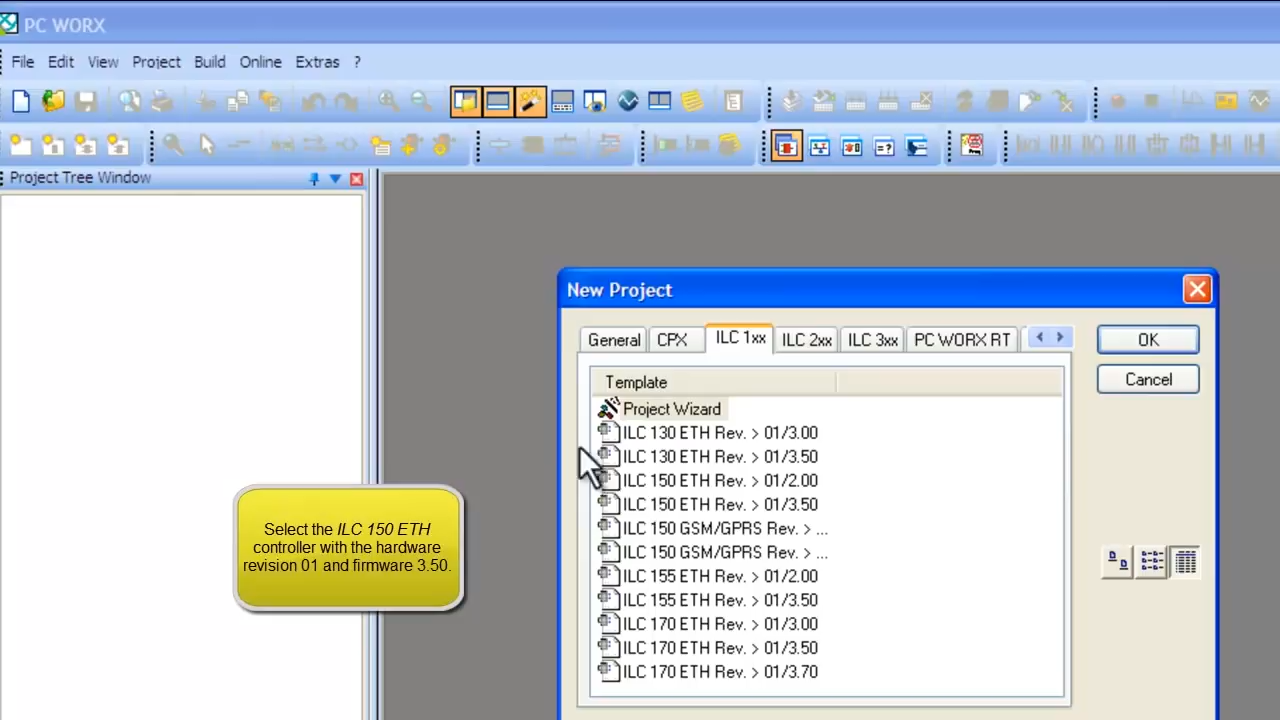 PC WORX
File Edit View Project Build Online Extras ?
Project Tree Window
New Project
General CPX ILC 1xx ILC 2xx ILC 3xx PC WORX RT
OK
Cancel
Template
Project Wizard
ILC 130 ETH Rev. > 01/3.00
ILC 130 ETH Rev. > 01/3.50
ILC 150 ETH Rev. > 01/2.00
ILC 150 ETH Rev. > 01/3.50
ILC 150 GSM/GPRS Rev. > ...
ILC 150 GSM/GPRS Rev. > ...
ILC 155 ETH Rev. > 01/2.00
ILC 155 ETH Rev. > 01/3.50
ILC 170 ETH Rev. > 01/3.00
ILC 170 ETH Rev. > 01/3.50
ILC 170 ETH Rev. > 01/3.70
Select the ILC 150 ETH
controller with the hardware
revision 01 and firmware 3.50.